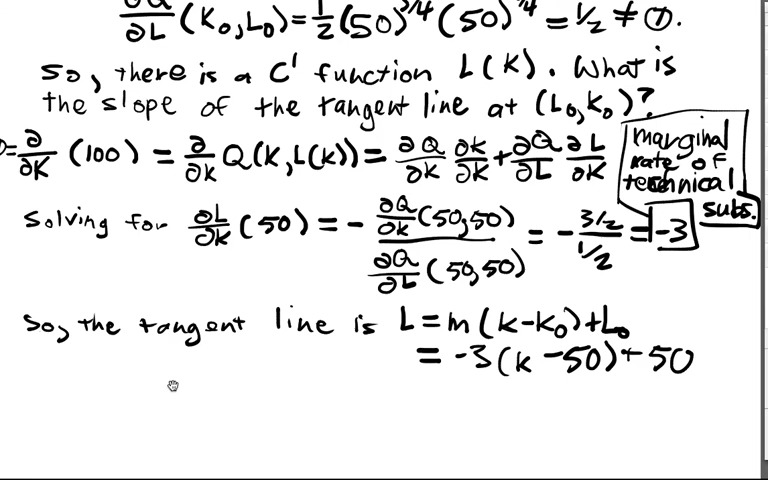 ∂Q/∂L (K₀,L₀)=½(50)^3/4 (50)^-3/4 = 1/2 ≠ 0.
So, there is a C¹ function L(K). What is
the slope of the tangent line at (L₀,K₀)?
0=∂/∂K (100) = ∂/∂K Q(K,L(K)) = ∂Q/∂K ∂K/∂K + ∂Q/∂L ∂L/∂K
marginal
rate of
technical
subs.
Solving for ∂L/∂K (50) = - ∂Q/∂K (50,50) / ∂Q/∂L (50,50) = - 3/2 / 1/2 = -3
So, the tangent line is L = m(K-K₀)+L₀
= -3(K-50)+50